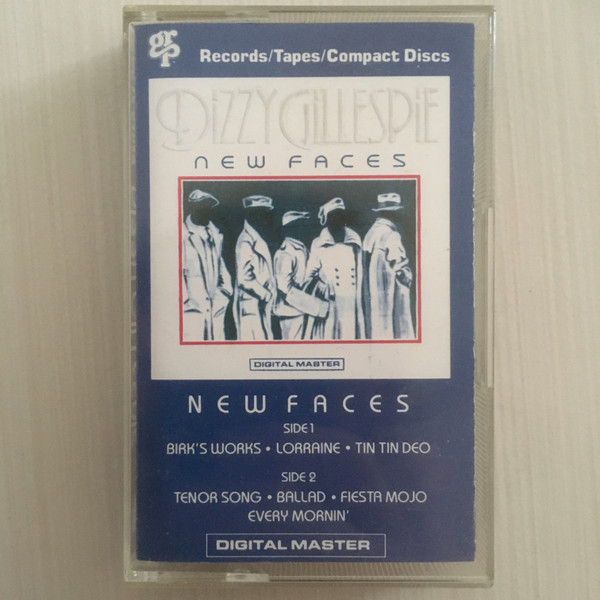 grp
Records/Tapes/Compact Discs
DIZZY GILLESPIE
NEW FACES
DIGITAL MASTER
NEW FACES
SIDE 1
BIRK'S WORKS • LORRAINE • TIN TIN DEO
SIDE 2
TENOR SONG • BALLAD • FIESTA MOJO
EVERY MORNIN'
DIGITAL MASTER